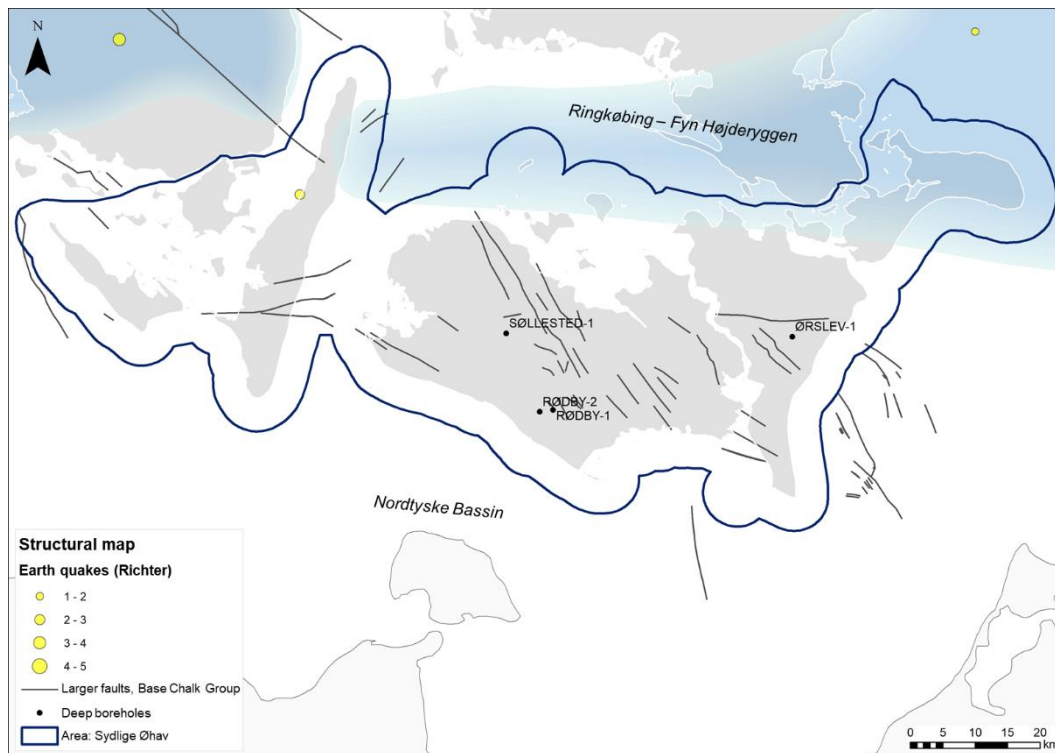 N
Ringkøbing – Fyn Højderyggen
SØLLESTED-1
ØRSLEV-1
RØDBY-2
RØDBY-1
Nordtyske Bassin
Structural map
Earth quakes (Richter)
1 - 2
2 - 3
3 - 4
4 - 5
Larger faults, Base Chalk Group
Deep boreholes
Area: Sydlige Øhav
0 5 10 15 20
km